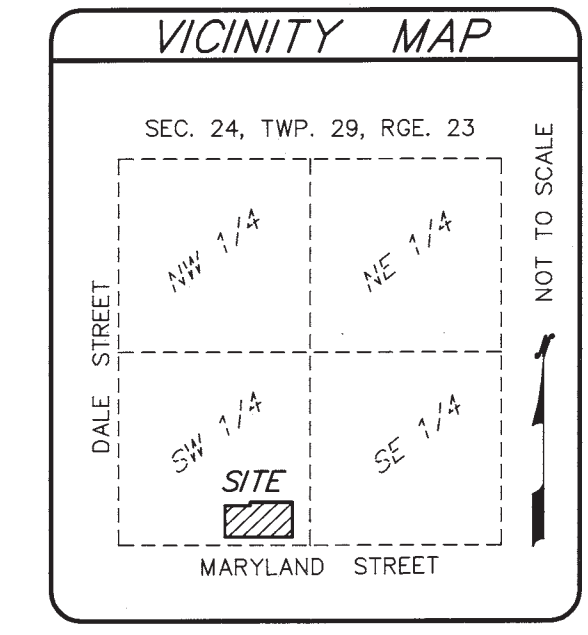 VICINITY MAP
SEC. 24, TWP. 29, RGE. 23
NOT TO SCALE
NW 1/4
NE 1/4
DALE STREET
N
SW 1/4
SE 1/4
SITE
MARYLAND STREET